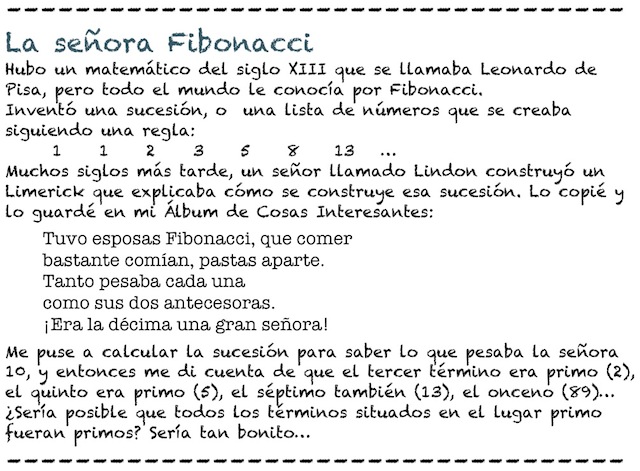 La señora Fibonacci
Hubo un matemático del siglo XIII que se llamaba Leonardo de
Pisa, pero todo el mundo le conocía por Fibonacci.
Inventó una sucesión, o una lista de números que se creaba
siguiendo una regla:
1 1 2 3 5 8 13 ...
Muchos siglos más tarde, un señor llamado Lindon construyó un
Limerick que explicaba cómo se construye esa sucesión. Lo copié y
lo guardé en mi Álbum de Cosas Interesantes:
Tuvo esposas Fibonacci, que comer
bastante comían, pastas aparte.
Tanto pesaba cada una
como sus dos antecesoras.
¡Era la décima una gran señora!
Me puse a calcular la sucesión para saber lo que pesaba la señora
10, y entonces me di cuenta de que el tercer término era primo (2),
el quinto era primo (5), el séptimo también (13), el onceno (89)...
¿Sería posible que todos los términos situados en el lugar primo
fueran primos? Sería tan bonito...